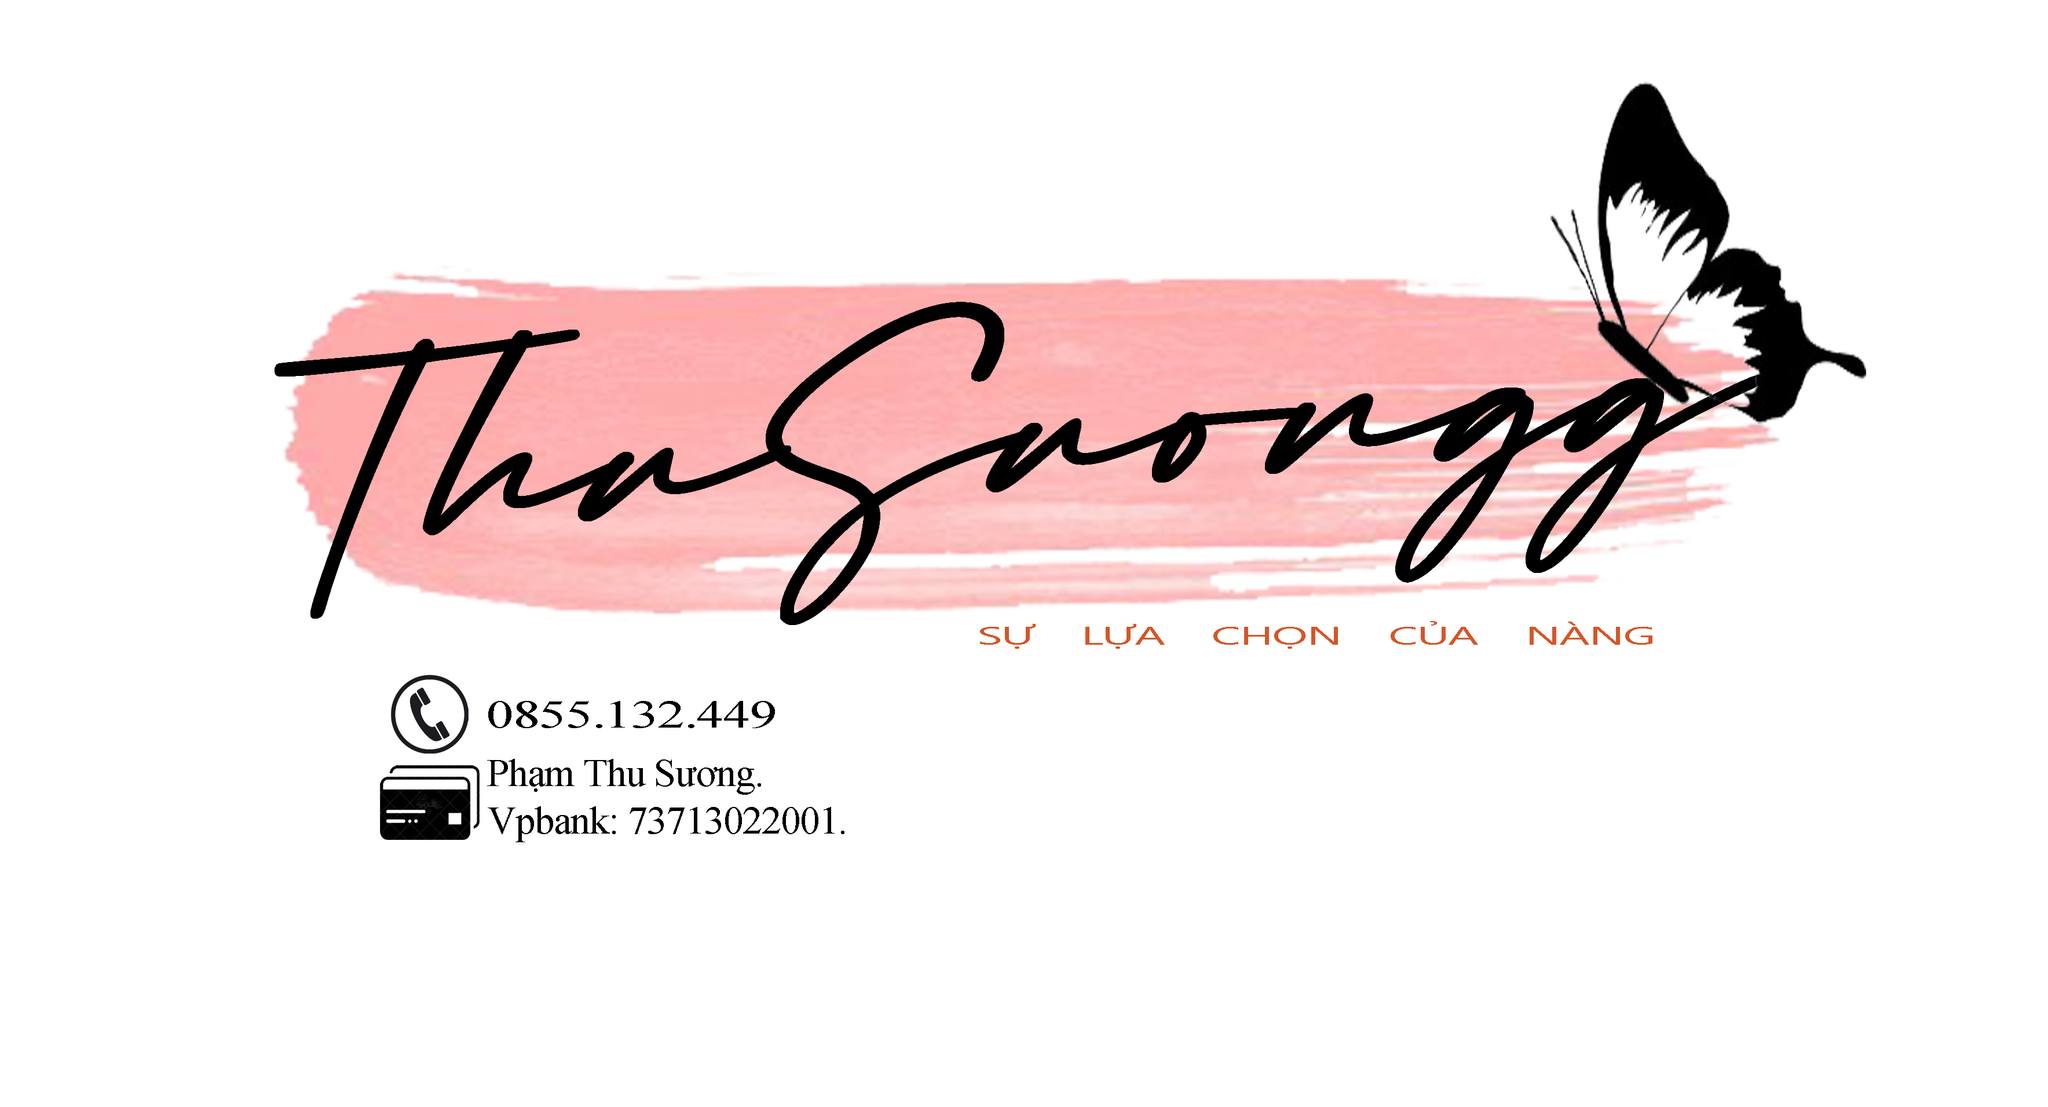 ThuSuongg
SỰ LỰA CHỌN CỦA NÀNG
0855.132.449
Phạm Thu Sương.
Vpbank: 73713022001.